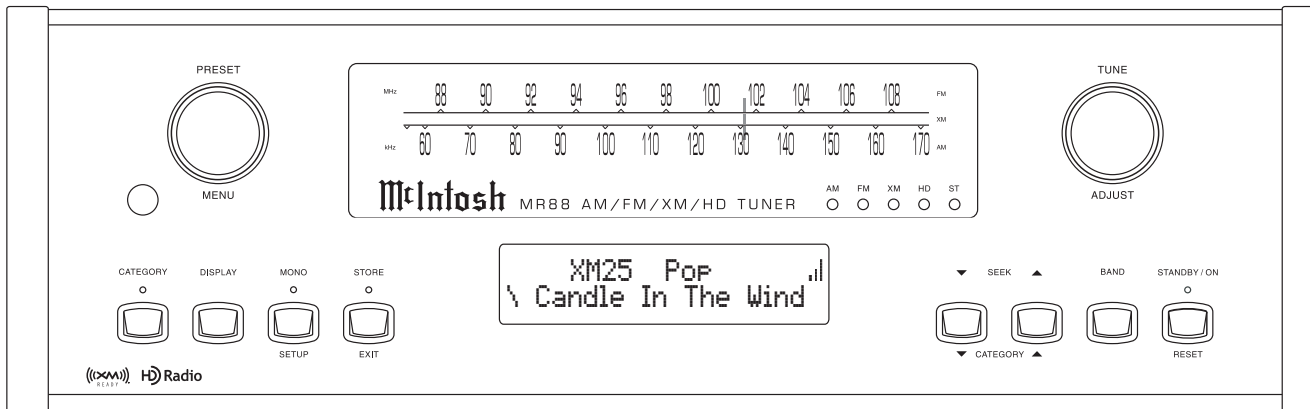 PRESET
TUNE
MHz 88 90 92 94 96 98 100 102 104 106 108 FM
XM
kHz 60 70 80 90 100 110 120 130 140 150 160 170 AM
MENU
ADJUST
McIntosh MR88 AM/FM/XM/HD TUNER
AM FM XM HD ST
CATEGORY DISPLAY MONO STORE
XM25 Pop
\ Candle In The Wind
▼ SEEK ▲ BAND STANDBY / ON
SETUP EXIT
▼ CATEGORY ▲ RESET
((XM)) READY HD Radio